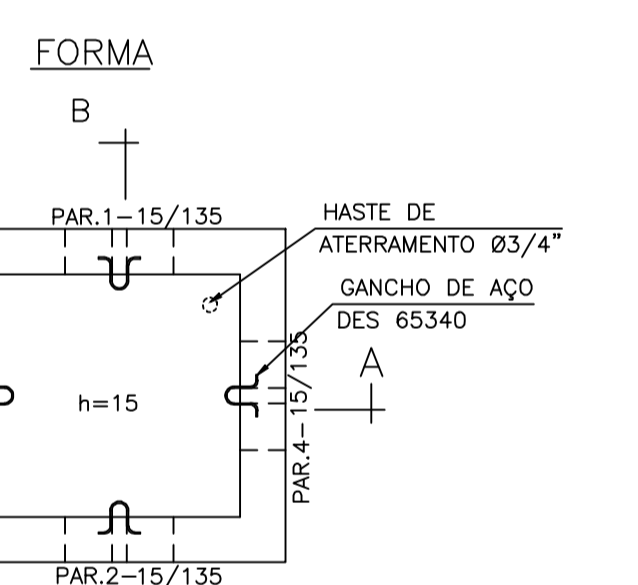 FORMA
B
PAR.1-15/135
HASTE DE
ATERRAMENTO Ø3/4"
GANCHO DE AÇO
DES 65340
A
h=15
PAR.4-15/135
PAR.2-15/135